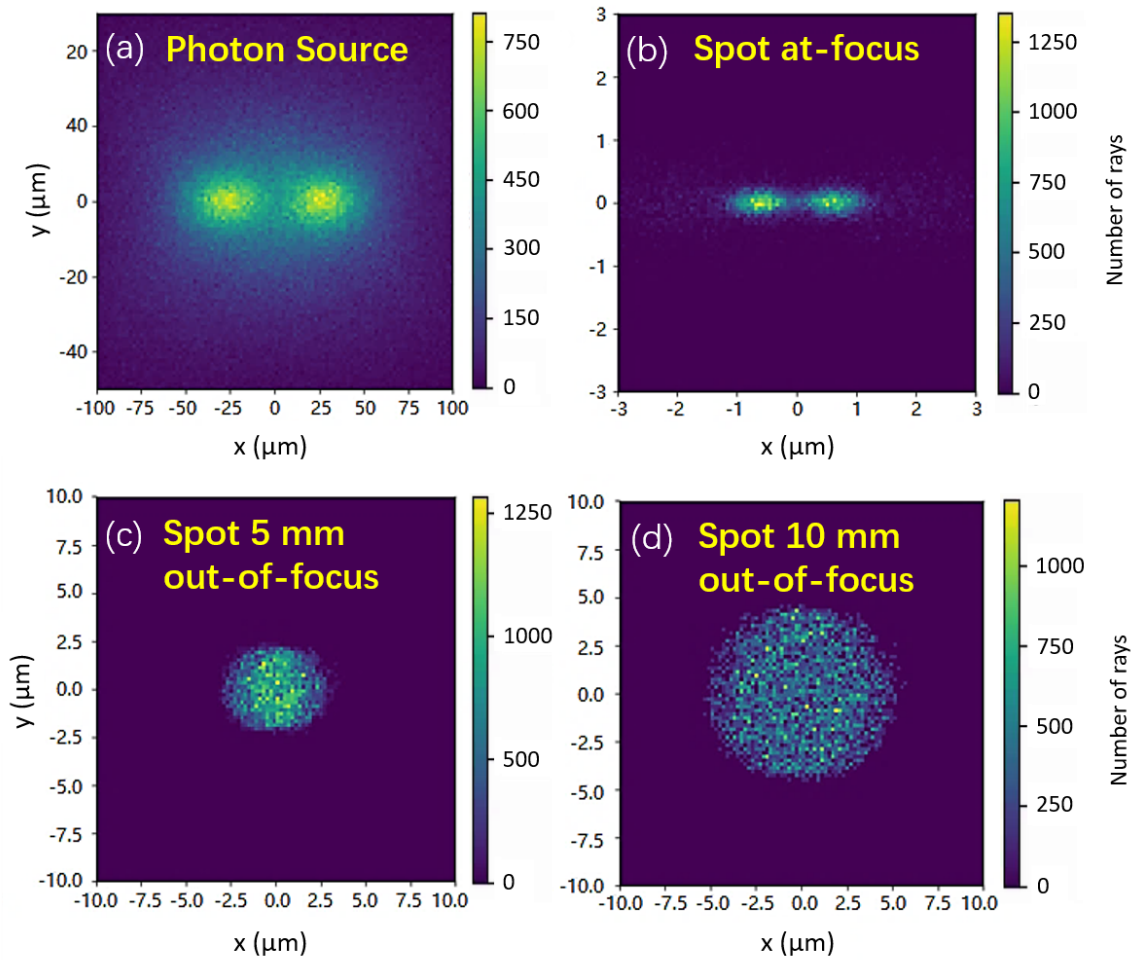 (a) Photon Source
20
40
0
-20
-40
y (µm)
-100 -75 -50 -25 0 25 50 75 100
x (µm)
750
600
450
300
150
0
(b) Spot at-focus
3
2
1
0
-1
-2
-3
-3 -2 -1 0 1 2 3
x (µm)
1250
1000
750
500
250
0
Number of rays
(c) Spot 5 mm
out-of-focus
10.0
7.5
5.0
2.5
0.0
-2.5
-5.0
-7.5
-10.0
y (µm)
-10.0 -7.5 -5.0 -2.5 0.0 2.5 5.0 7.5 10.0
x (µm)
1250
1000
500
0
(d) Spot 10 mm
out-of-focus
10.0
7.5
5.0
2.5
0.0
-2.5
-5.0
-7.5
-10.0
-10.0 -7.5 -5.0 -2.5 0.0 2.5 5.0 7.5 10.0
x (µm)
1000
750
500
250
0
Number of rays